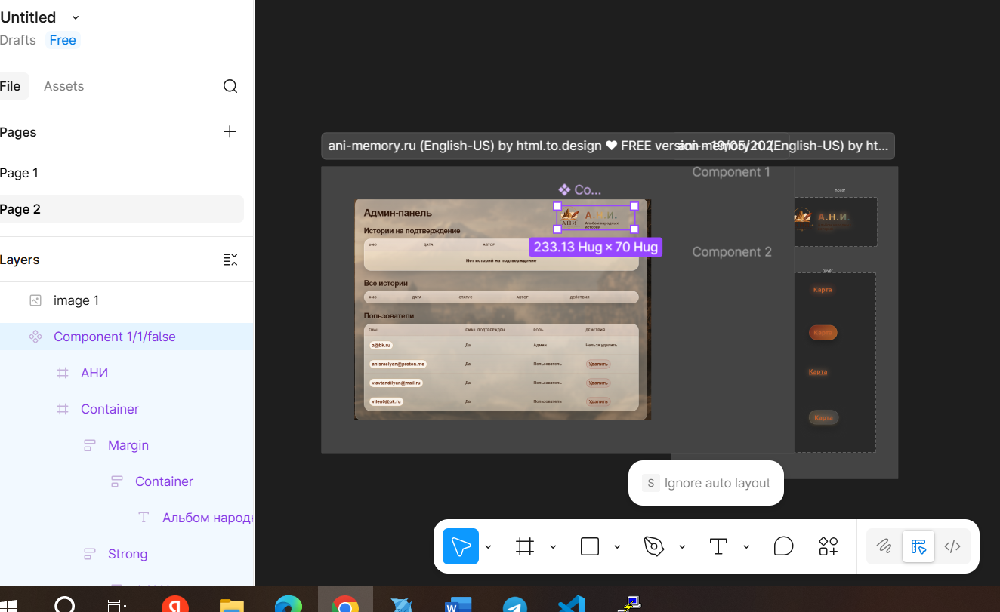 Untitled
Drafts Free
File Assets
Pages
Page 1
Page 2
Layers
image 1
Component 1/1/false
АНИ
Container
Margin
Container
Альбом народн
Strong
ani-memory.ru (English-US) by html.to.design ❤ FREE version - 19/05/202...
(English-US) by ht...
Component 1
Component 2
Co...
Админ-панель
АНИ
А.Н.И.
Альбом народных
историй
233.13 Hug × 70 Hug
Истории на подтверждение
ФИО ДАТА АВТОР
Нет историй на подтверждение
Все истории
ФИО ДАТА СТАТУС АВТОР ДЕЙСТВИЯ
Пользователи
EMAIL EMAIL ПОДТВЕРЖДЁН РОЛЬ ДЕЙСТВИЯ
a@bk.ru Да Админ Нельзя удалить
anisraelyan@proton.me Да Пользователь Удалить
v.avtandilyan@mail.ru Да Пользователь Удалить
vilen0@bk.ru Да Пользователь Удалить
hover
А.Н.И.
hover
Карта
Карта
Карта
Карта
S Ignore auto layout